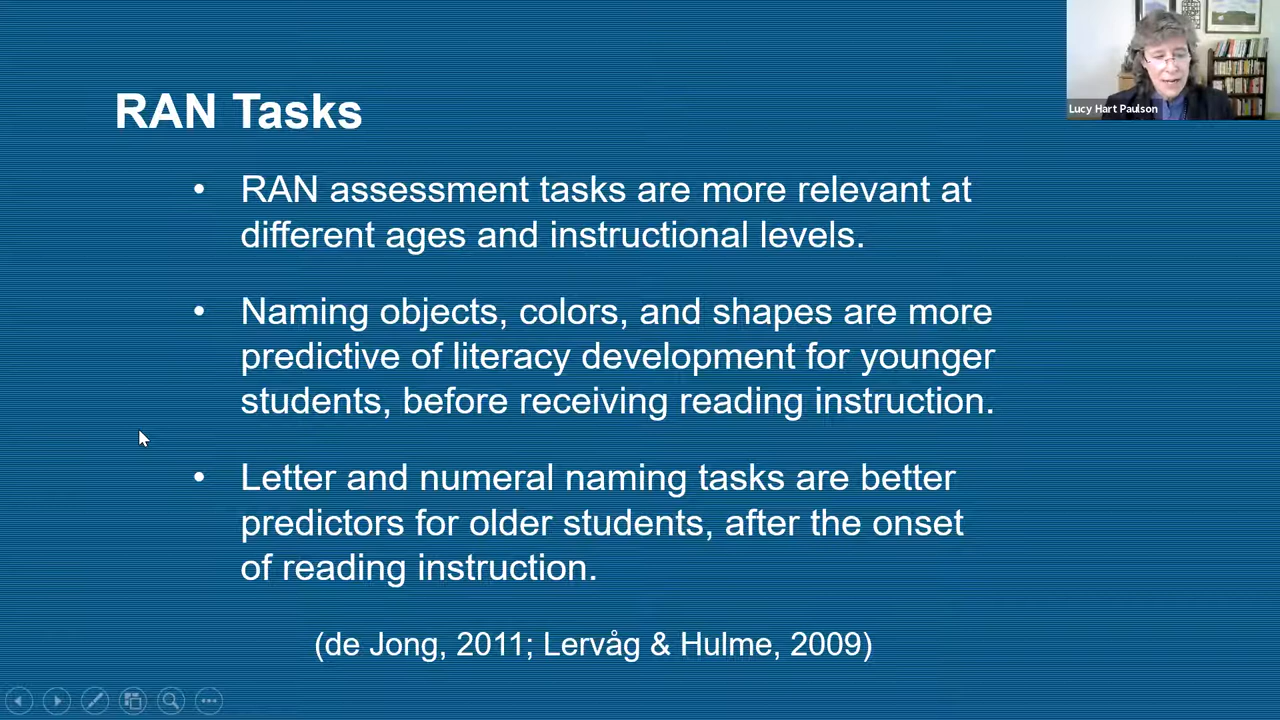 Lucy Hart Paulson
RAN Tasks
• RAN assessment tasks are more relevant at
different ages and instructional levels.
• Naming objects, colors, and shapes are more
predictive of literacy development for younger
students, before receiving reading instruction.
• Letter and numeral naming tasks are better
predictors for older students, after the onset
of reading instruction.
(de Jong, 2011; Lervåg & Hulme, 2009)